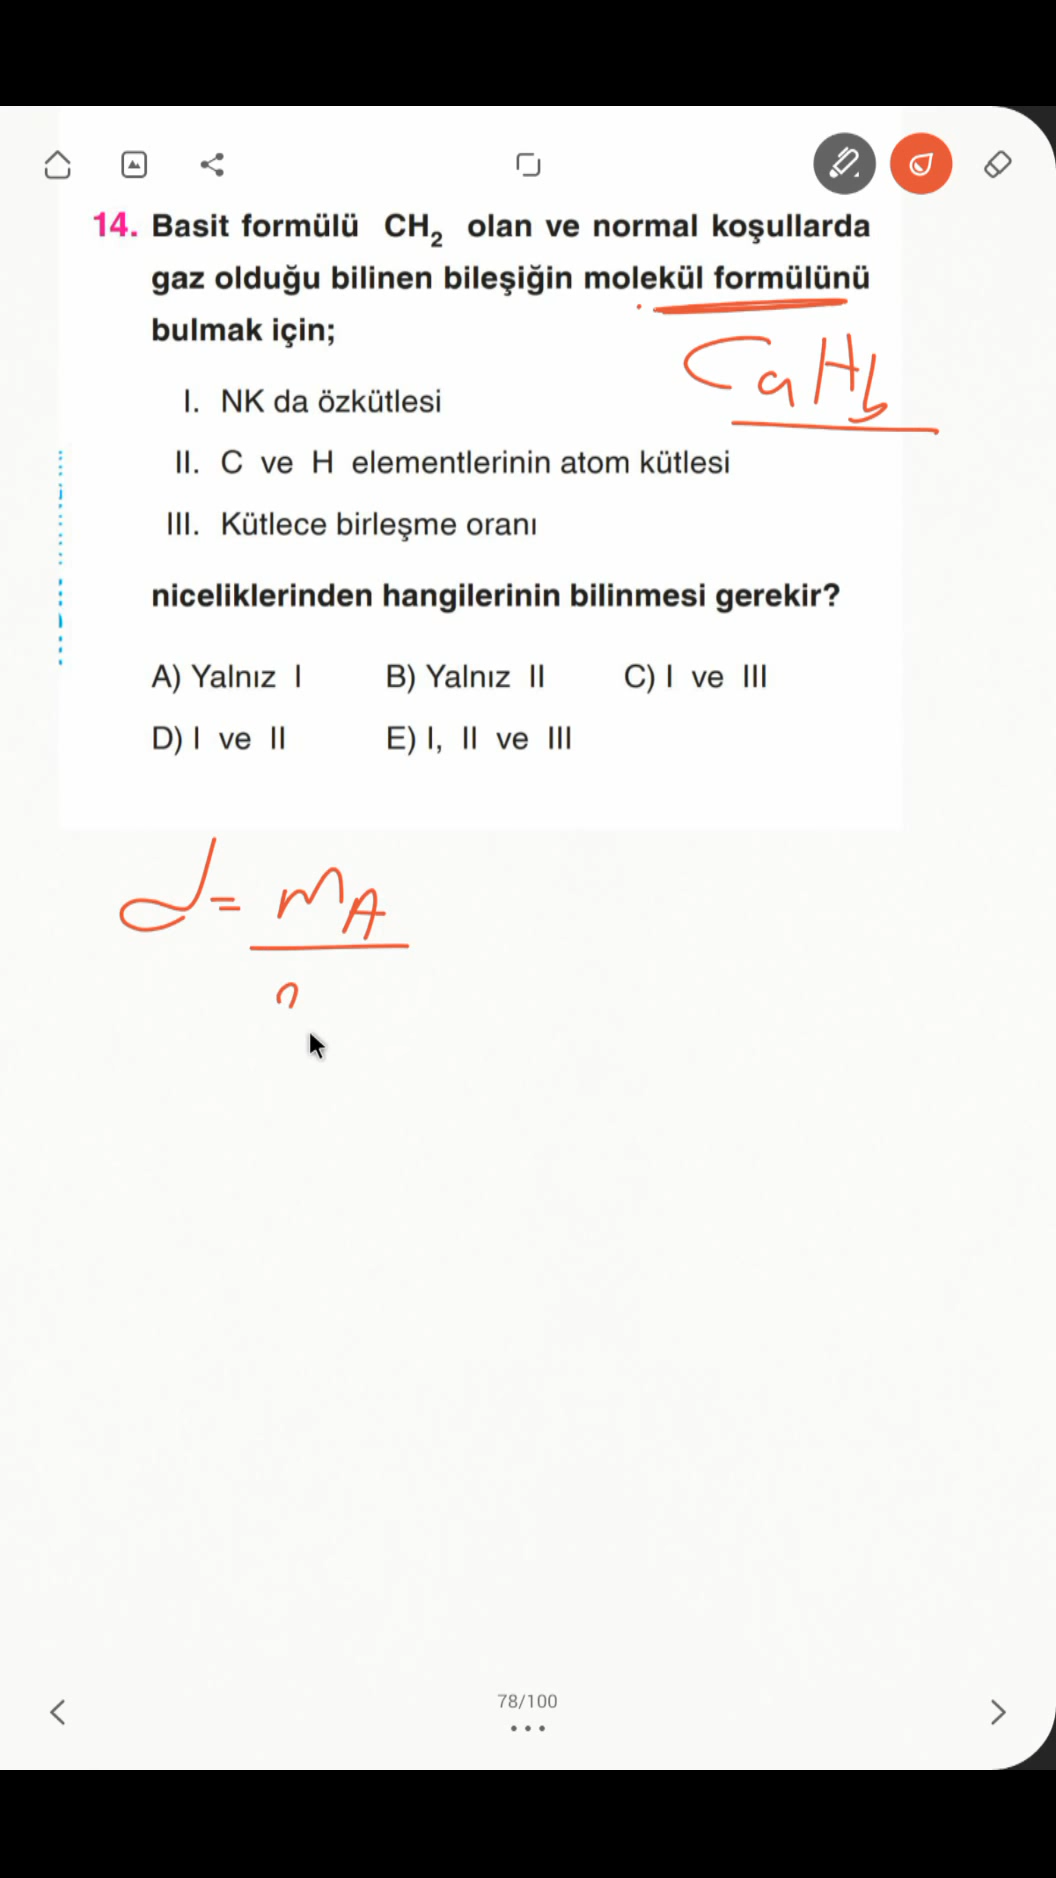 14. Basit formülü CH₂ olan ve normal koşullarda
gaz olduğu bilinen bileşiğin molekül formülünü
bulmak için;
CaHb
I. NK da özkütlesi
II. C ve H elementlerinin atom kütlesi
III. Kütlece birleşme oranı
niceliklerinden hangilerinin bilinmesi gerekir?
A) Yalnız I B) Yalnız II C) I ve III
D) I ve II E) I, II ve III
d = mA
78/100